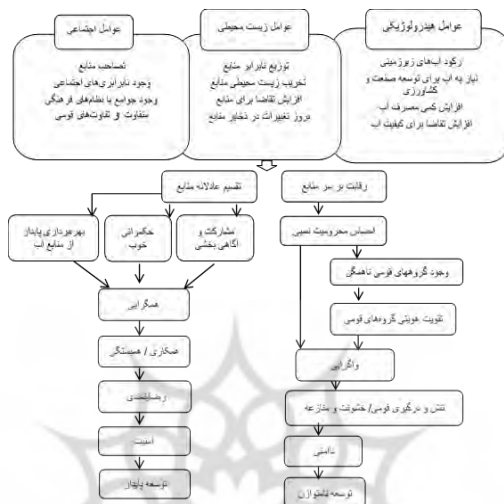 عوامل هیدرولوژیکی
رکود آب‌های زیرزمینی
نیاز به آب برای توسعه صنعت و
کشاورزی
افزایش کمی مصرف آب
افزایش تقاضا برای کیفیت آب
عوامل زیست محیطی
توزیع نابرابر منابع
تخریب زیست محیطی منابع
افزایش تقاضا برای منابع
بروز تغییرات در ذخایر منابع
عوامل اجتماعی
تصاحب منابع
وجود نابرابری‌های اجتماعی
وجود جوامع با نظام‌های فرهنگی
متفاوت و تفاوت‌های قومی
رقابت بر سر منابع
تقسیم عادلانه منابع
احساس محرومیت نسبی
مشارکت و
آگاهی بخشی
حکمرانی
خوب
بهره‌برداری پایدار
از منابع آب
وجود گروههای قومی ناهمگن
تقویت هویتی گروه‌های قومی
همگرایی
همکاری / همبستگی
واگرایی
رضایتمندی
تنش و درگیری قومی/ خشونت و منازعه
امنیت
ناامنی
توسعه پایدار
توسعه نامتوازن